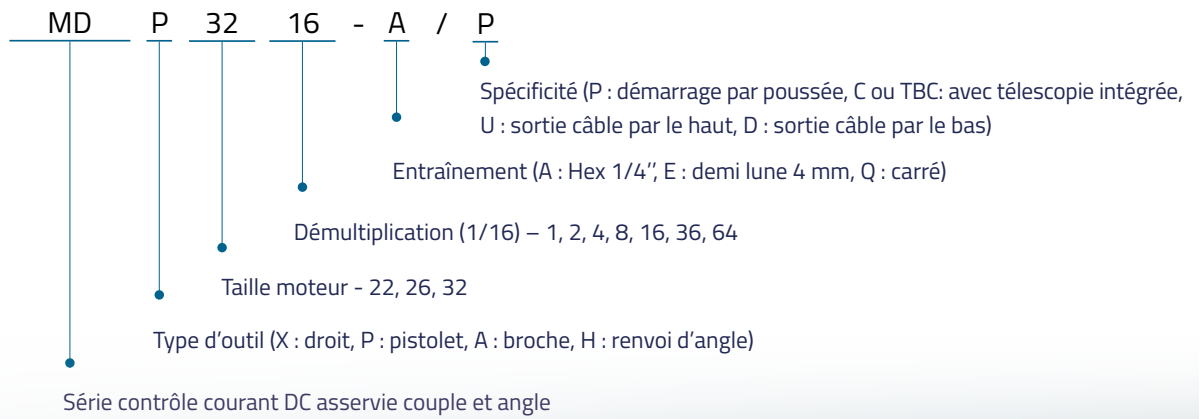 MD P 32 16 - A / P
Spécificité (P : démarrage par poussée, C ou TBC: avec télescopie intégrée,
U : sortie câble par le haut, D : sortie câble par le bas)
Entraînement (A : Hex 1/4’’, E : demi lune 4 mm, Q : carré)
Démultiplication (1/16) – 1, 2, 4, 8, 16, 36, 64
Taille moteur - 22, 26, 32
Type d’outil (X : droit, P : pistolet, A : broche, H : renvoi d’angle)
Série contrôle courant DC asservie couple et angle